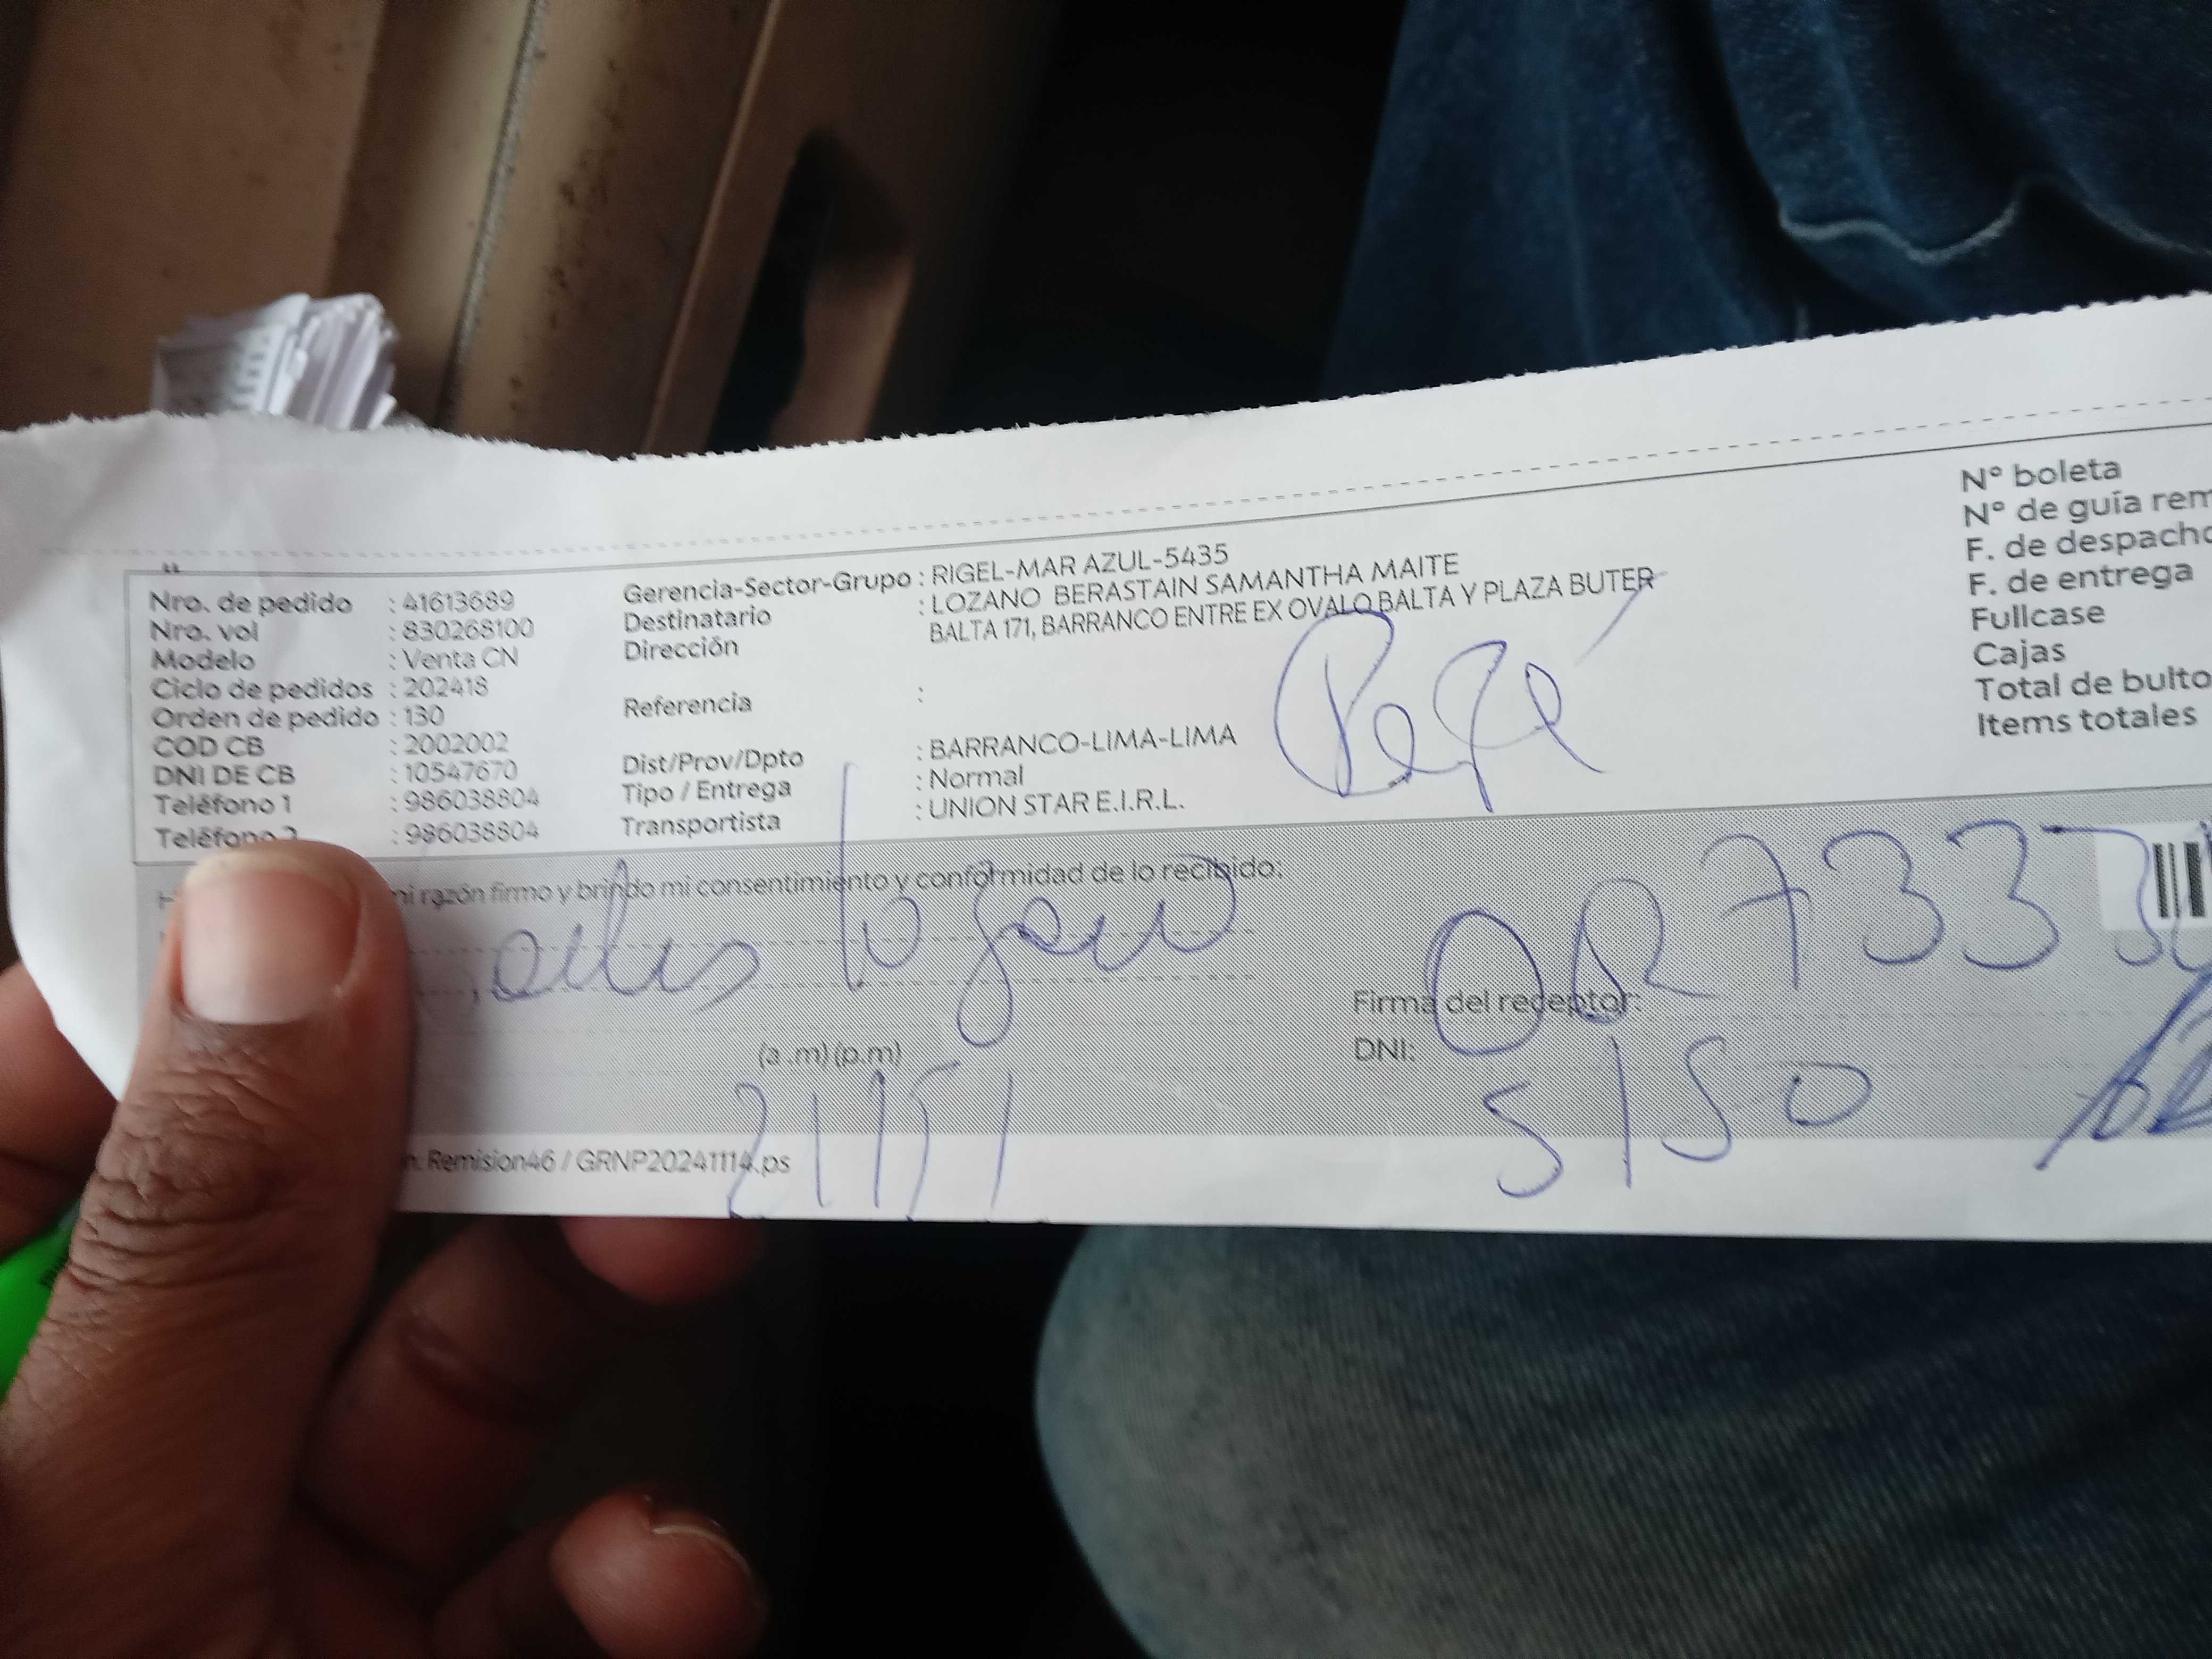 Nro. de pedido : 41613689
Nro. vol : 830268100
Modelo : Venta CN
Ciclo de pedidos : 202418
Orden de pedido : 130
COD CB : 2002002
DNI DE CB : 10547670
Teléfono 1 : 986038804
Teléfono 2 : 986038804
Gerencia-Sector-Grupo : RIGEL-MAR AZUL-5435
Destinatario : LOZANO BERASTAIN SAMANTHA MAITE
Dirección BALTA 171, BARRANCO ENTRE EX OVALO BALTA Y PLAZA BUTER
Referencia :
Dist/Prov/Dpto : BARRANCO-LIMA-LIMA
Tipo / Entrega : Normal
Transportista : UNION STAR E.I.R.L.
N° boleta
N° de guía rem
F. de despacho
F. de entrega
Fullcase
Cajas
Total de bulto
Items totales
mi razón firmo y brindo mi consentimiento y conformidad de lo recibido:
lozano
Firma del receptor:
(a .m) (p.m)
DNI:
5150
n: Remision46 / GRNP20241114.ps